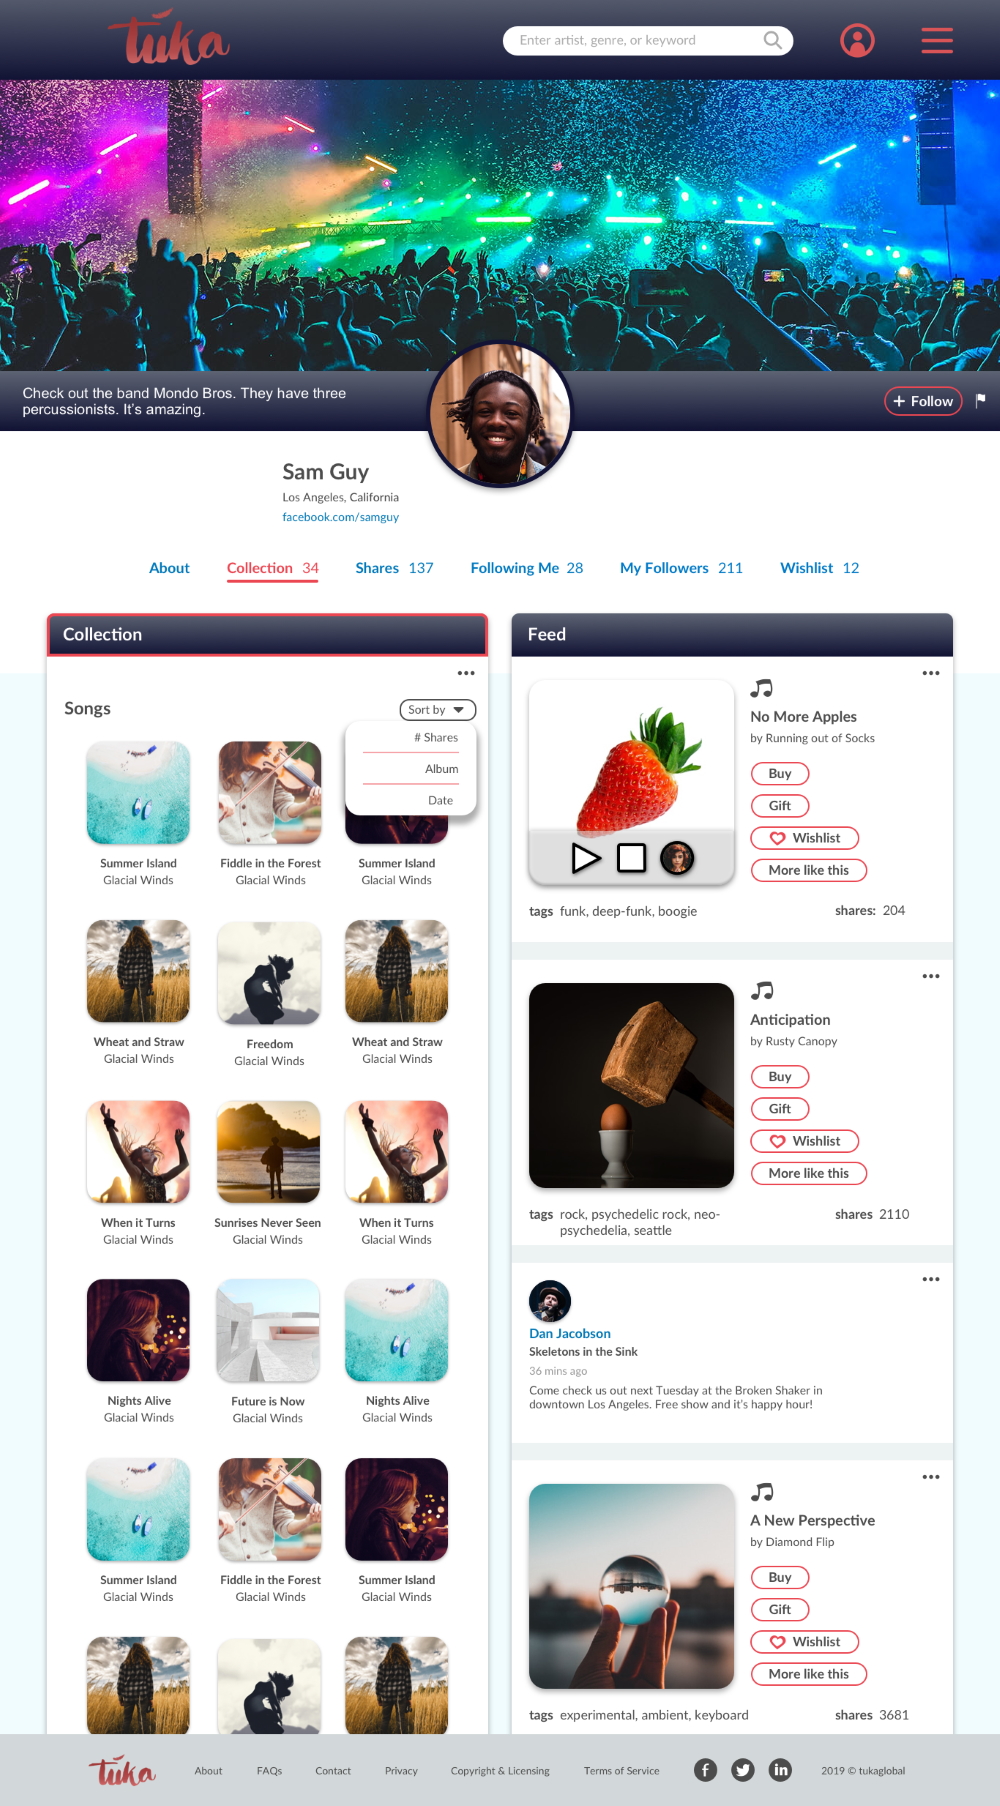 tuka
Enter artist, genre, or keyword
Check out the band Mondo Bros. They have three
percussionists. It's amazing.
+ Follow
Sam Guy
Los Angeles, California
facebook.com/samguy
About Collection 34 Shares 137 Following Me 28 My Followers 211 Wishlist 12
Collection
Songs
Sort by
# Shares
Album
Date
Summer Island Fiddle in the Forest Summer Island
Glacial Winds Glacial Winds Glacial Winds
Wheat and Straw Freedom Wheat and Straw
Glacial Winds Glacial Winds Glacial Winds
When it Turns Sunrises Never Seen When it Turns
Glacial Winds Glacial Winds Glacial Winds
Nights Alive Future is Now Nights Alive
Glacial Winds Glacial Winds Glacial Winds
Summer Island Fiddle in the Forest Summer Island
Glacial Winds Glacial Winds Glacial Winds
Feed
No More Apples
by Running out of Socks
Buy
Gift
Wishlist
More like this
tags funk, deep-funk, boogie shares: 204
Anticipation
by Rusty Canopy
Buy
Gift
Wishlist
More like this
tags rock, psychedelic rock, neo-
psychedelia, seattle
shares 2110
Dan Jacobson
Skeletons in the Sink
36 mins ago
Come check us out next Tuesday at the Broken Shaker in
downtown Los Angeles. Free show and it's happy hour!
A New Perspective
by Diamond Flip
Buy
Gift
Wishlist
More like this
tags experimental, ambient, keyboard shares 3681
tuka About FAQs Contact Privacy Copyright & Licensing Terms of Service f in 2019 © tukaglobal